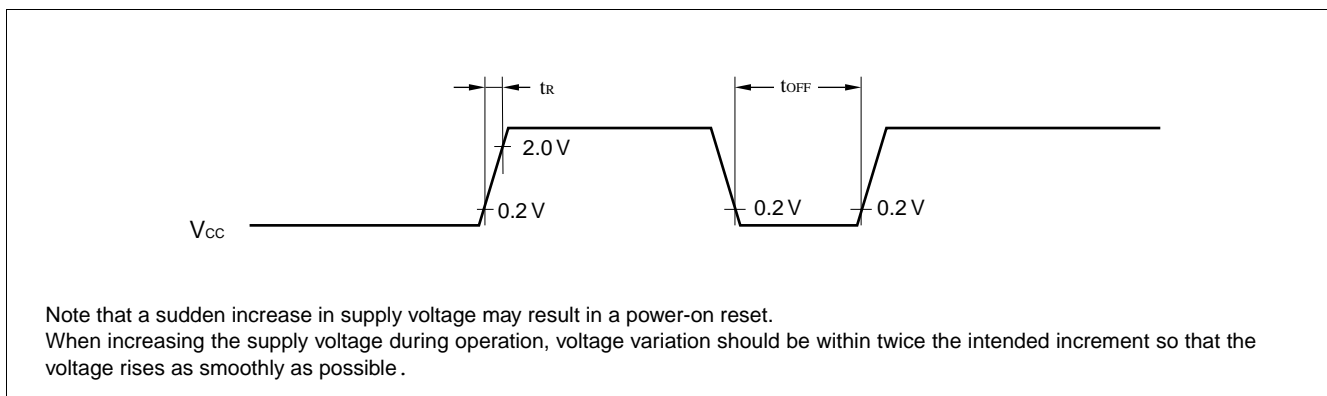 tR
tOFF
2.0 V
0.2 V
0.2 V
0.2 V
VCC
Note that a sudden increase in supply voltage may result in a power-on reset.
When increasing the supply voltage during operation, voltage variation should be within twice the intended increment so that the
voltage rises as smoothly as possible.